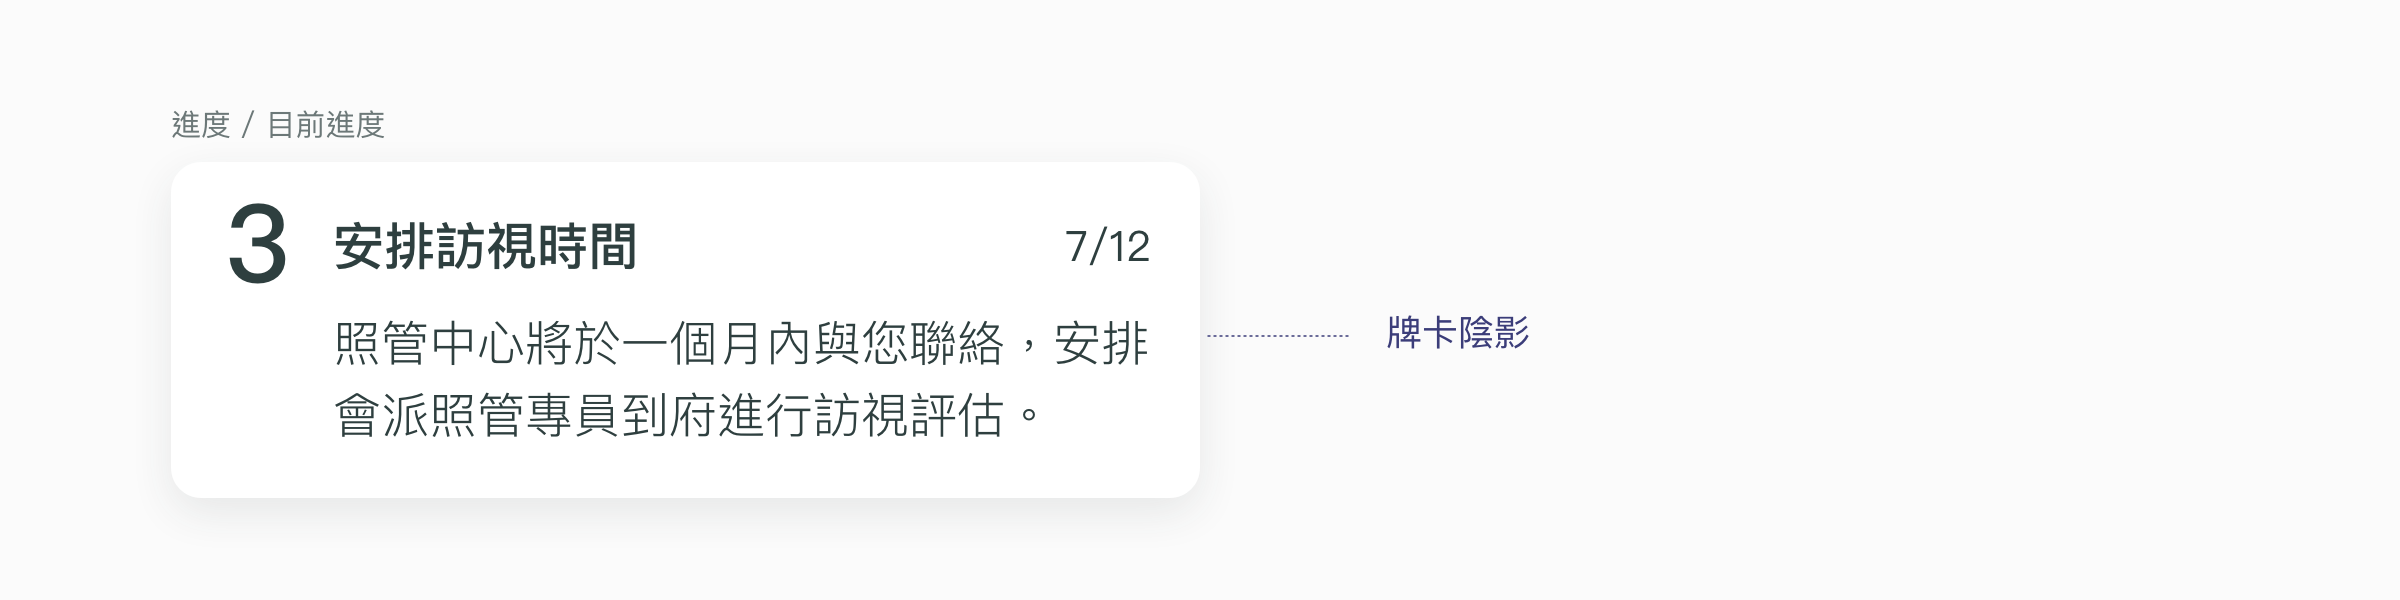 進度 / 目前進度
3 安排訪視時間 7/12
照管中心將於一個月內與您聯絡，安排
會派照管專員到府進行訪視評估。
牌卡陰影